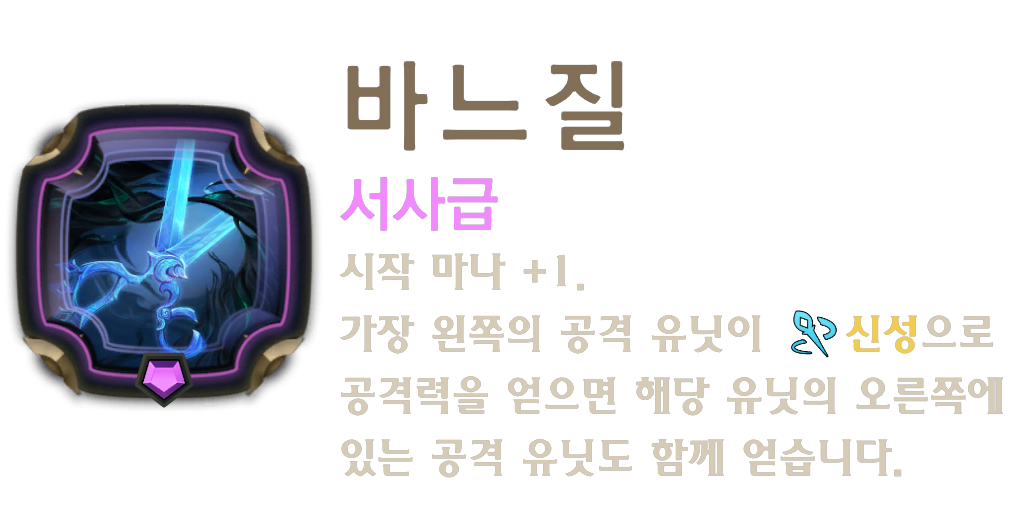 바느질
서사급
시작 마나 +1.
가장 왼쪽의 공격 유닛이 신성으로
공격력을 얻으면 해당 유닛의 오른쪽에
있는 공격 유닛도 함께 얻습니다.